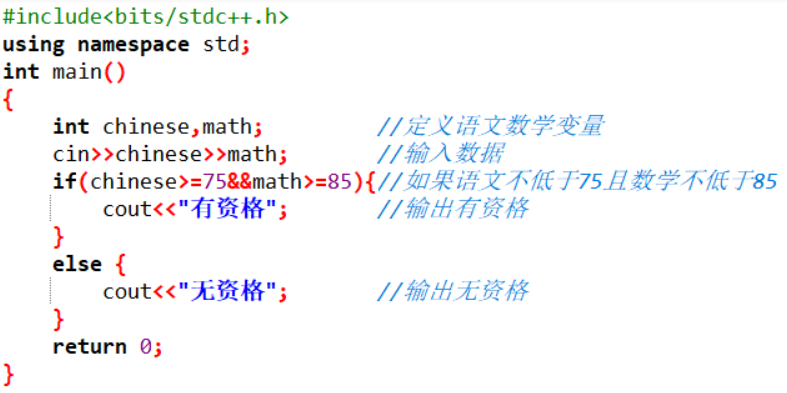 #include<bits/stdc++.h>
using namespace std;
int main()
{
    int chinese,math;         //定义语文数学变量
    cin>>chinese>>math;       //输入数据
    if(chinese>=75&&math>=85){//如果语文不低于75且数学不低于85
        cout<<"有资格";       //输出有资格
    }
    else {
        cout<<"无资格";       //输出无资格
    }
    return 0;
}